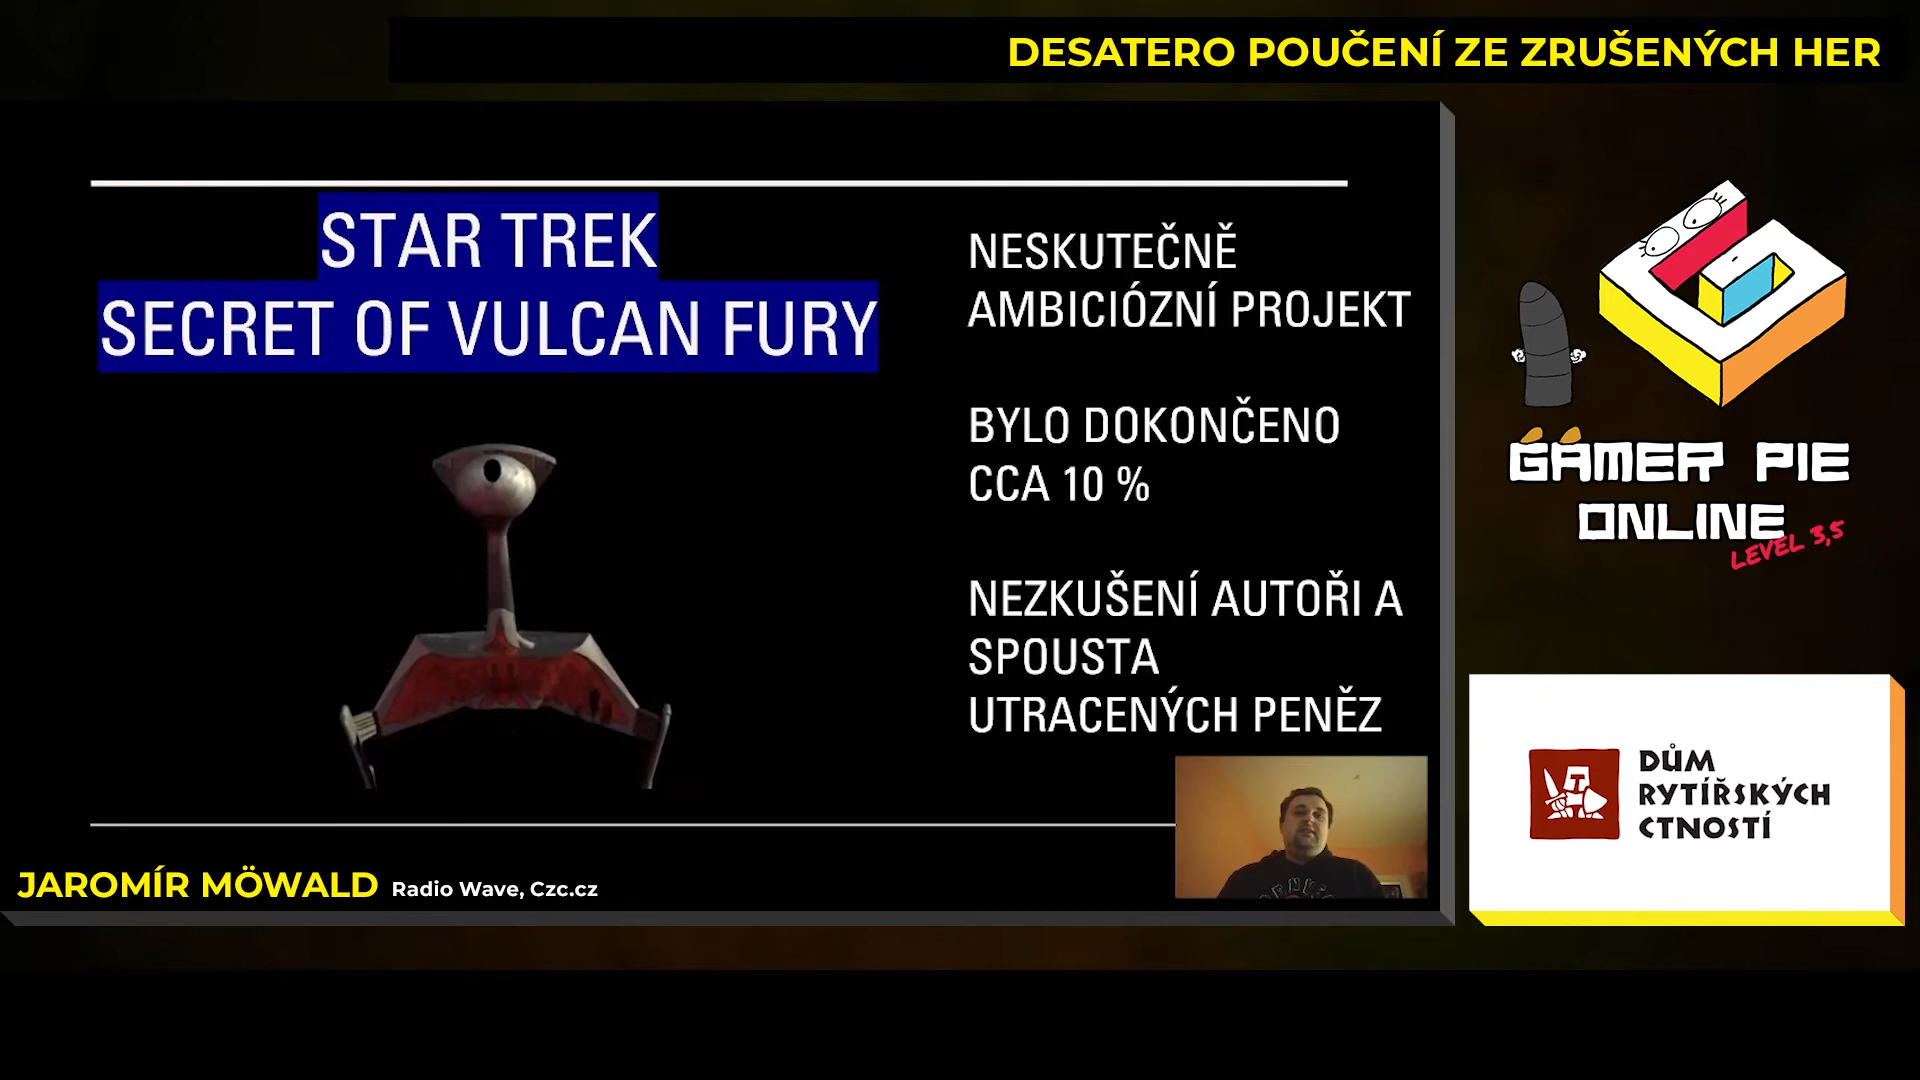 DESATERO POUČENÍ ZE ZRUŠENÝCH HER
STAR TREK
SECRET OF VULCAN FURY
NESKUTEČNĚ
AMBICIÓZNÍ PROJEKT
BYLO DOKONČENO
CCA 10 %
NEZKUŠENÍ AUTOŘI A
SPOUSTA
UTRACENÝCH PENĚZ
JAROMÍR MÖWALD Radio Wave, Czc.cz
GAMER PIE
ONLINE
LEVEL 3,5
DŮM
RYTÍŘSKÝCH
CTNOSTÍ